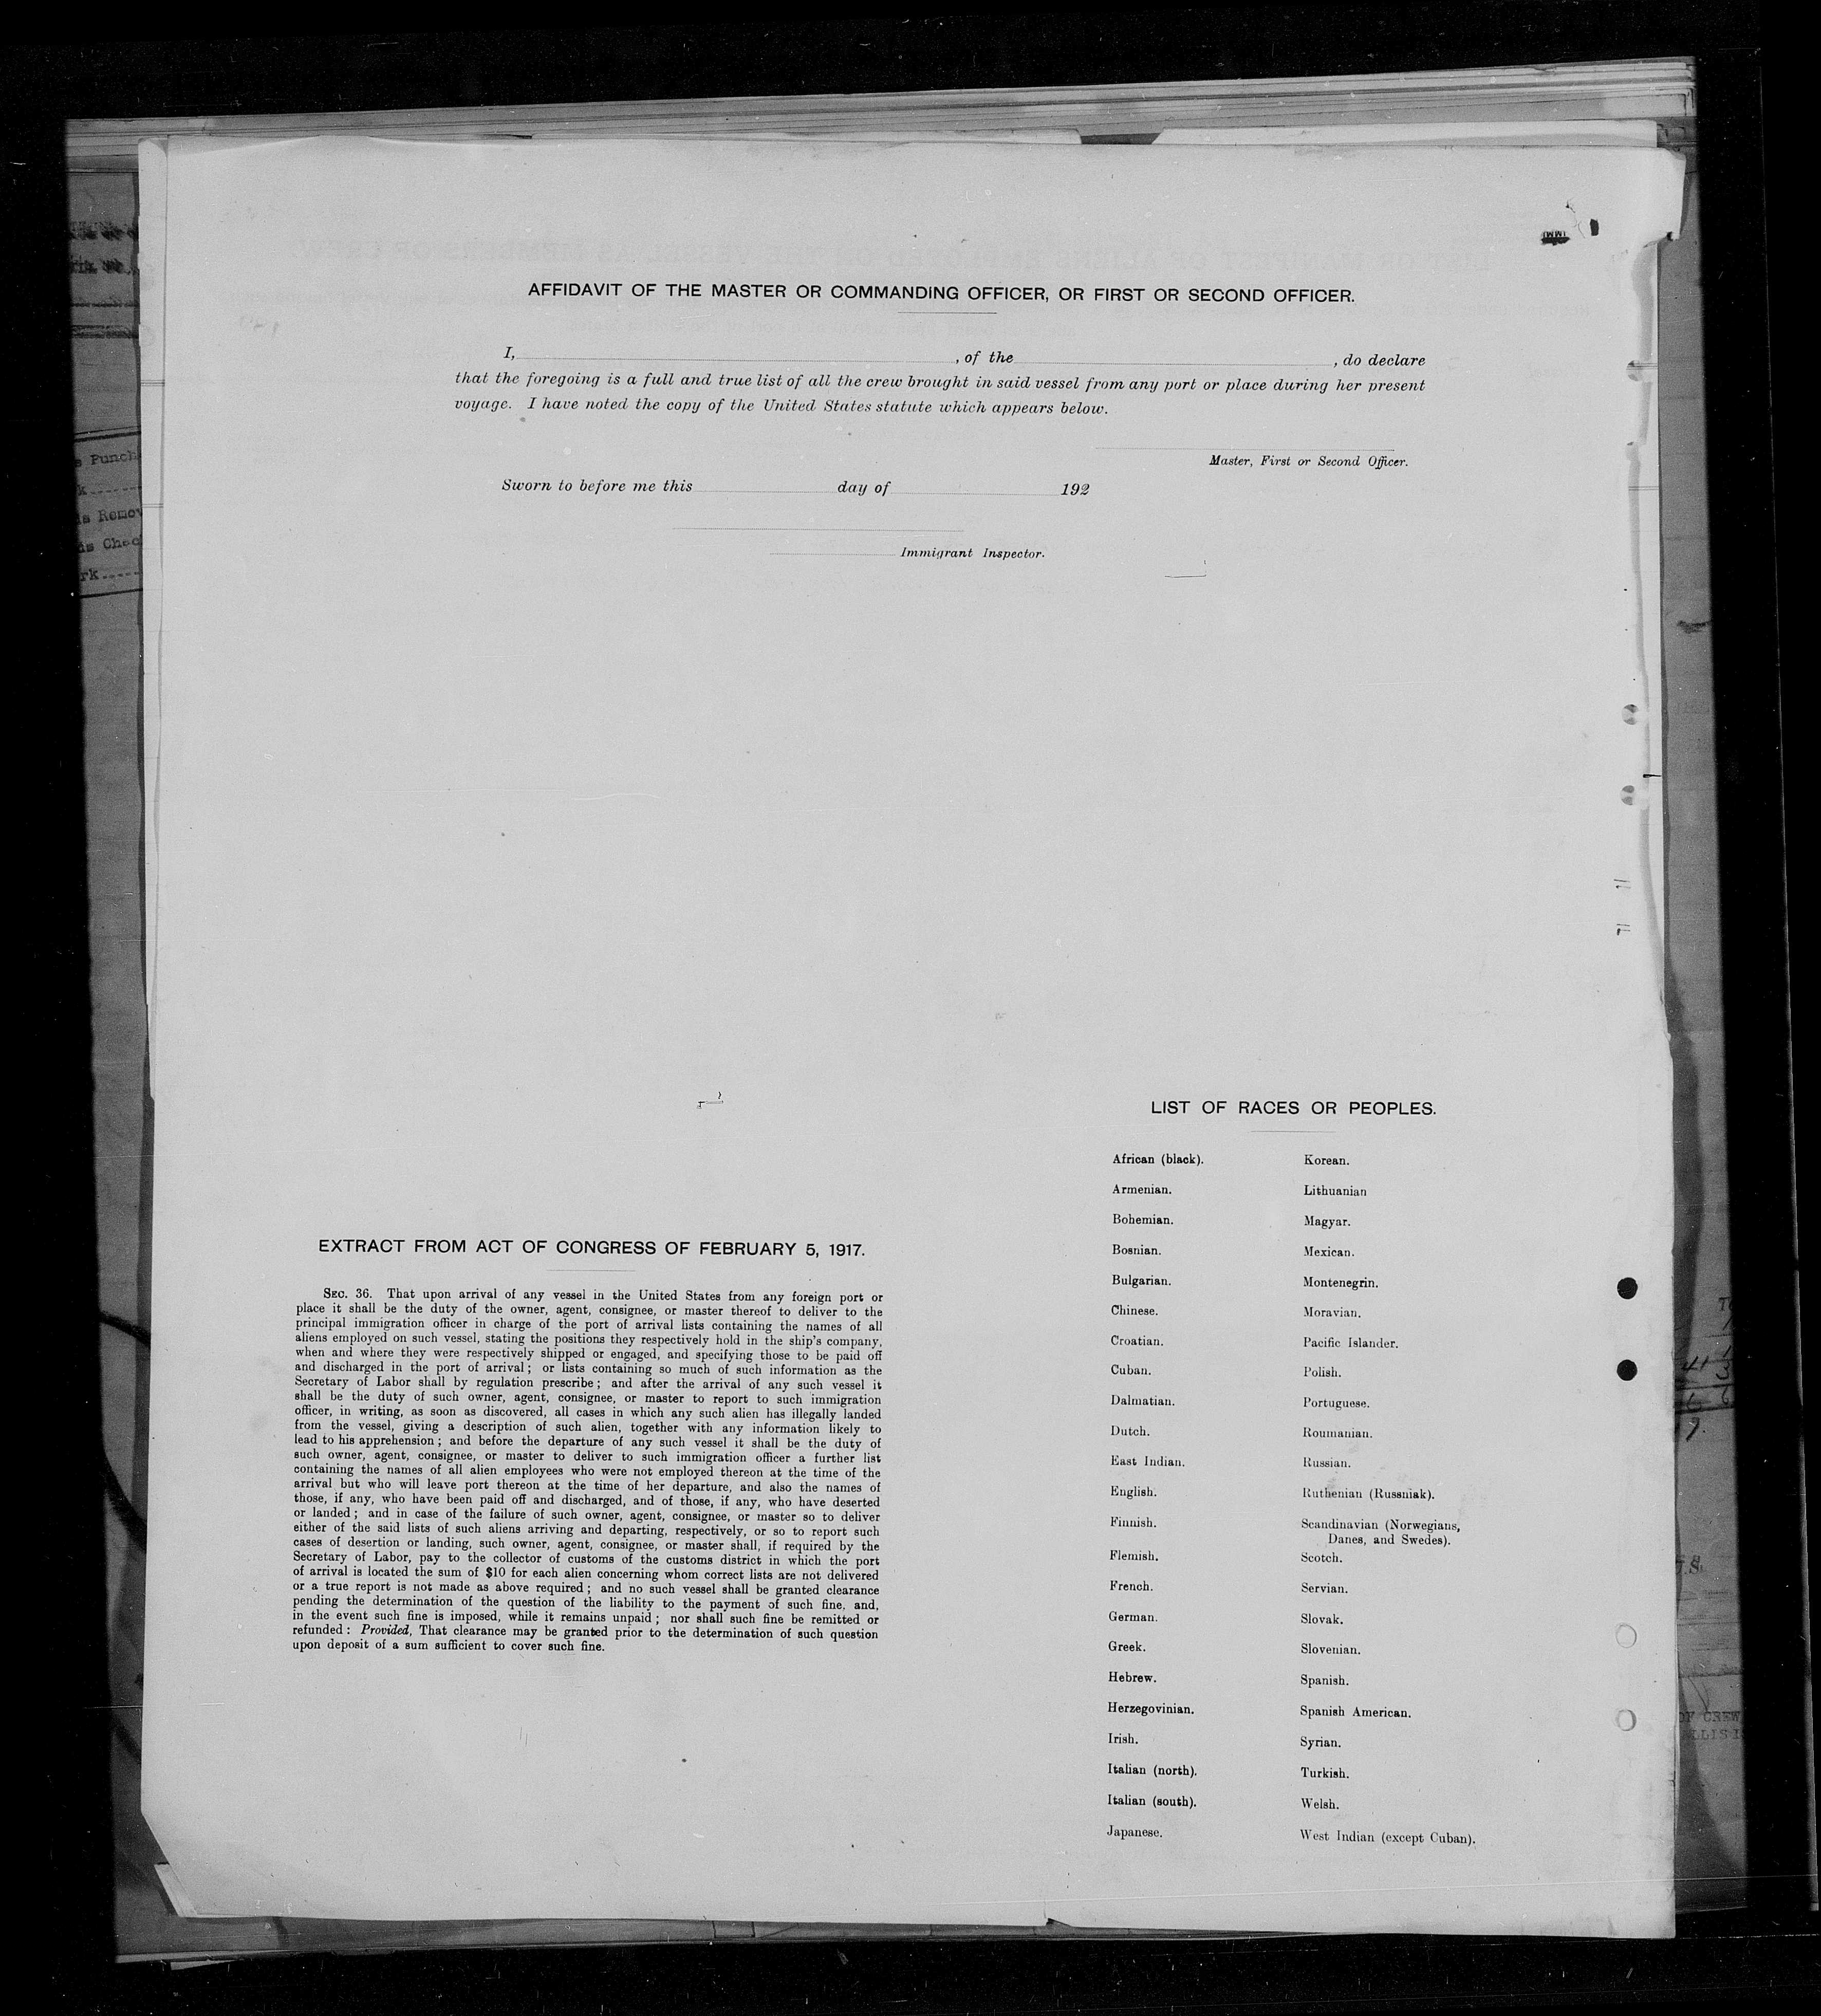 AFFIDAVIT OF THE MASTER OR COMMANDING OFFICER, OR FIRST OR SECOND OFFICER.
I, , of the , do declare
that the foregoing is a full and true list of all the crew brought in said vessel from any port or place during her present
voyage. I have noted the copy of the United States statute which appears below.
Master, First or Second Officer.
Sworn to before me this day of 192
Immigrant Inspector.
EXTRACT FROM ACT OF CONGRESS OF FEBRUARY 5, 1917.
SEC. 36. That upon arrival of any vessel in the United States from any foreign port or
place it shall be the duty of the owner, agent, consignee, or master thereof to deliver to the
principal immigration officer in charge of the port of arrival lists containing the names of all
aliens employed on such vessel, stating the positions they respectively hold in the ship's company,
when and where they were respectively shipped or engaged, and specifying those to be paid off
and discharged in the port of arrival; or lists containing so much of such information as the
Secretary of Labor shall by regulation prescribe; and after the arrival of any such vessel it
shall be the duty of such owner, agent, consignee, or master to report to such immigration
officer, in writing, as soon as discovered, all cases in which any such alien has illegally landed
from the vessel, giving a description of such alien, together with any information likely to
lead to his apprehension; and before the departure of any such vessel it shall be the duty of
such owner, agent, consignee, or master to deliver to such immigration officer a further list
containing the names of all alien employees who were not employed thereon at the time of the
arrival but who will leave port thereon at the time of her departure, and also the names of
those, if any, who have been paid off and discharged, and of those, if any, who have deserted
or landed; and in case of the failure of such owner, agent, consignee, or master so to deliver
either of the said lists of such aliens arriving and departing, respectively, or so to report such
cases of desertion or landing, such owner, agent, consignee, or master shall, if required by the
Secretary of Labor, pay to the collector of customs of the customs district in which the port
of arrival is located the sum of $10 for each alien concerning whom correct lists are not delivered
or a true report is not made as above required; and no such vessel shall be granted clearance
pending the determination of the question of the liability to the payment of such fine, and,
in the event such fine is imposed, while it remains unpaid; nor shall such fine be remitted or
refunded: Provided, That clearance may be granted prior to the determination of such question
upon deposit of a sum sufficient to cover such fine.
LIST OF RACES OR PEOPLES.
African (black).
Armenian.
Bohemian.
Bosnian.
Bulgarian.
Chinese.
Croatian.
Cuban.
Dalmatian.
Dutch.
East Indian.
English.
Finnish.
Flemish.
French.
German.
Greek.
Hebrew.
Herzegovinian.
Irish.
Italian (north).
Italian (south).
Japanese.
Korean.
Lithuanian
Magyar.
Mexican.
Montenegrin.
Moravian.
Pacific Islander.
Polish.
Portuguese.
Roumanian.
Russian.
Ruthenian (Russniak).
Scandinavian (Norwegians,
Danes, and Swedes).
Scotch.
Servian.
Slovak.
Slovenian.
Spanish.
Spanish American.
Syrian.
Turkish.
Welsh.
West Indian (except Cuban).